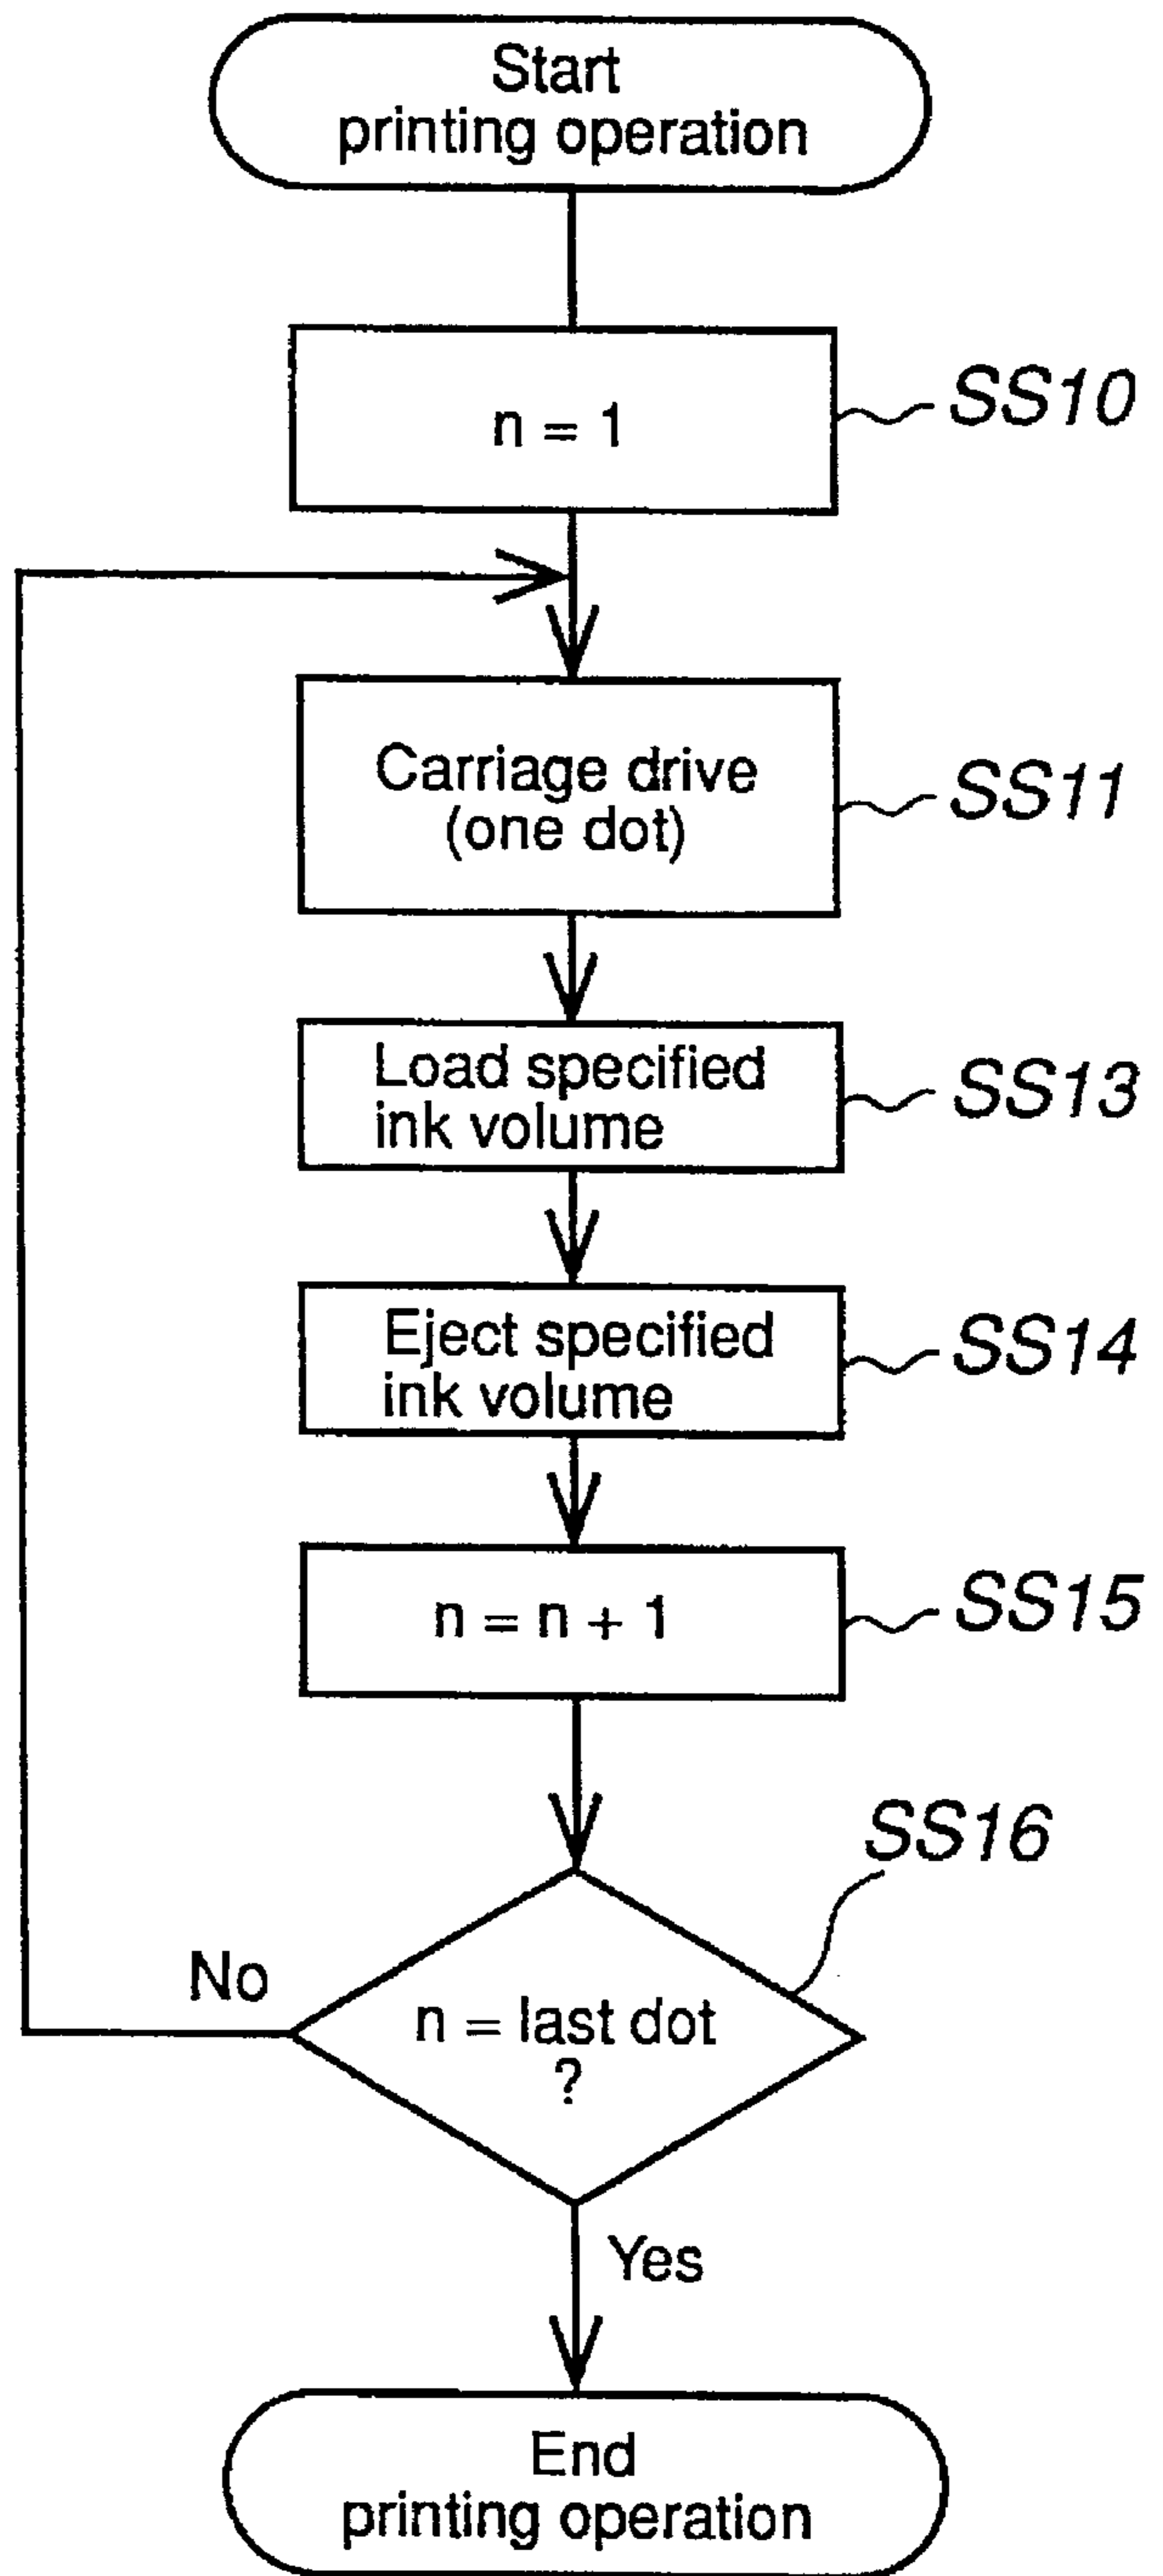 Start
printing operation
n = 1
SS10
Carriage drive
(one dot)
SS11
Load specified
ink volume
SS13
Eject specified
ink volume
SS14
n = n + 1
SS15
SS16
No
n = last dot
?
Yes
End
printing operation